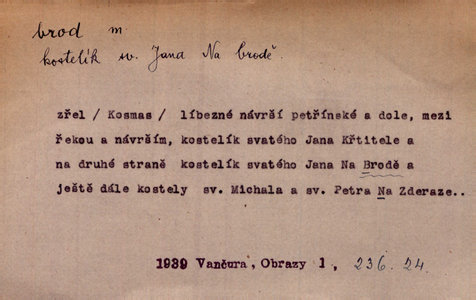 brod m.
kostelík sv. Jana Na brodě.
zřel / Kosmas / líbezné návrší petřínské a dole, mezi
řekou a návrším, kostelík svatého Jana Křtitele a
na druhé straně kostelík svatého Jana Na Brodě a
ještě dále kostely sv. Michala a sv. Petra Na Zderaze..
1939 Vančura, Obrazy 1, 236. 24.